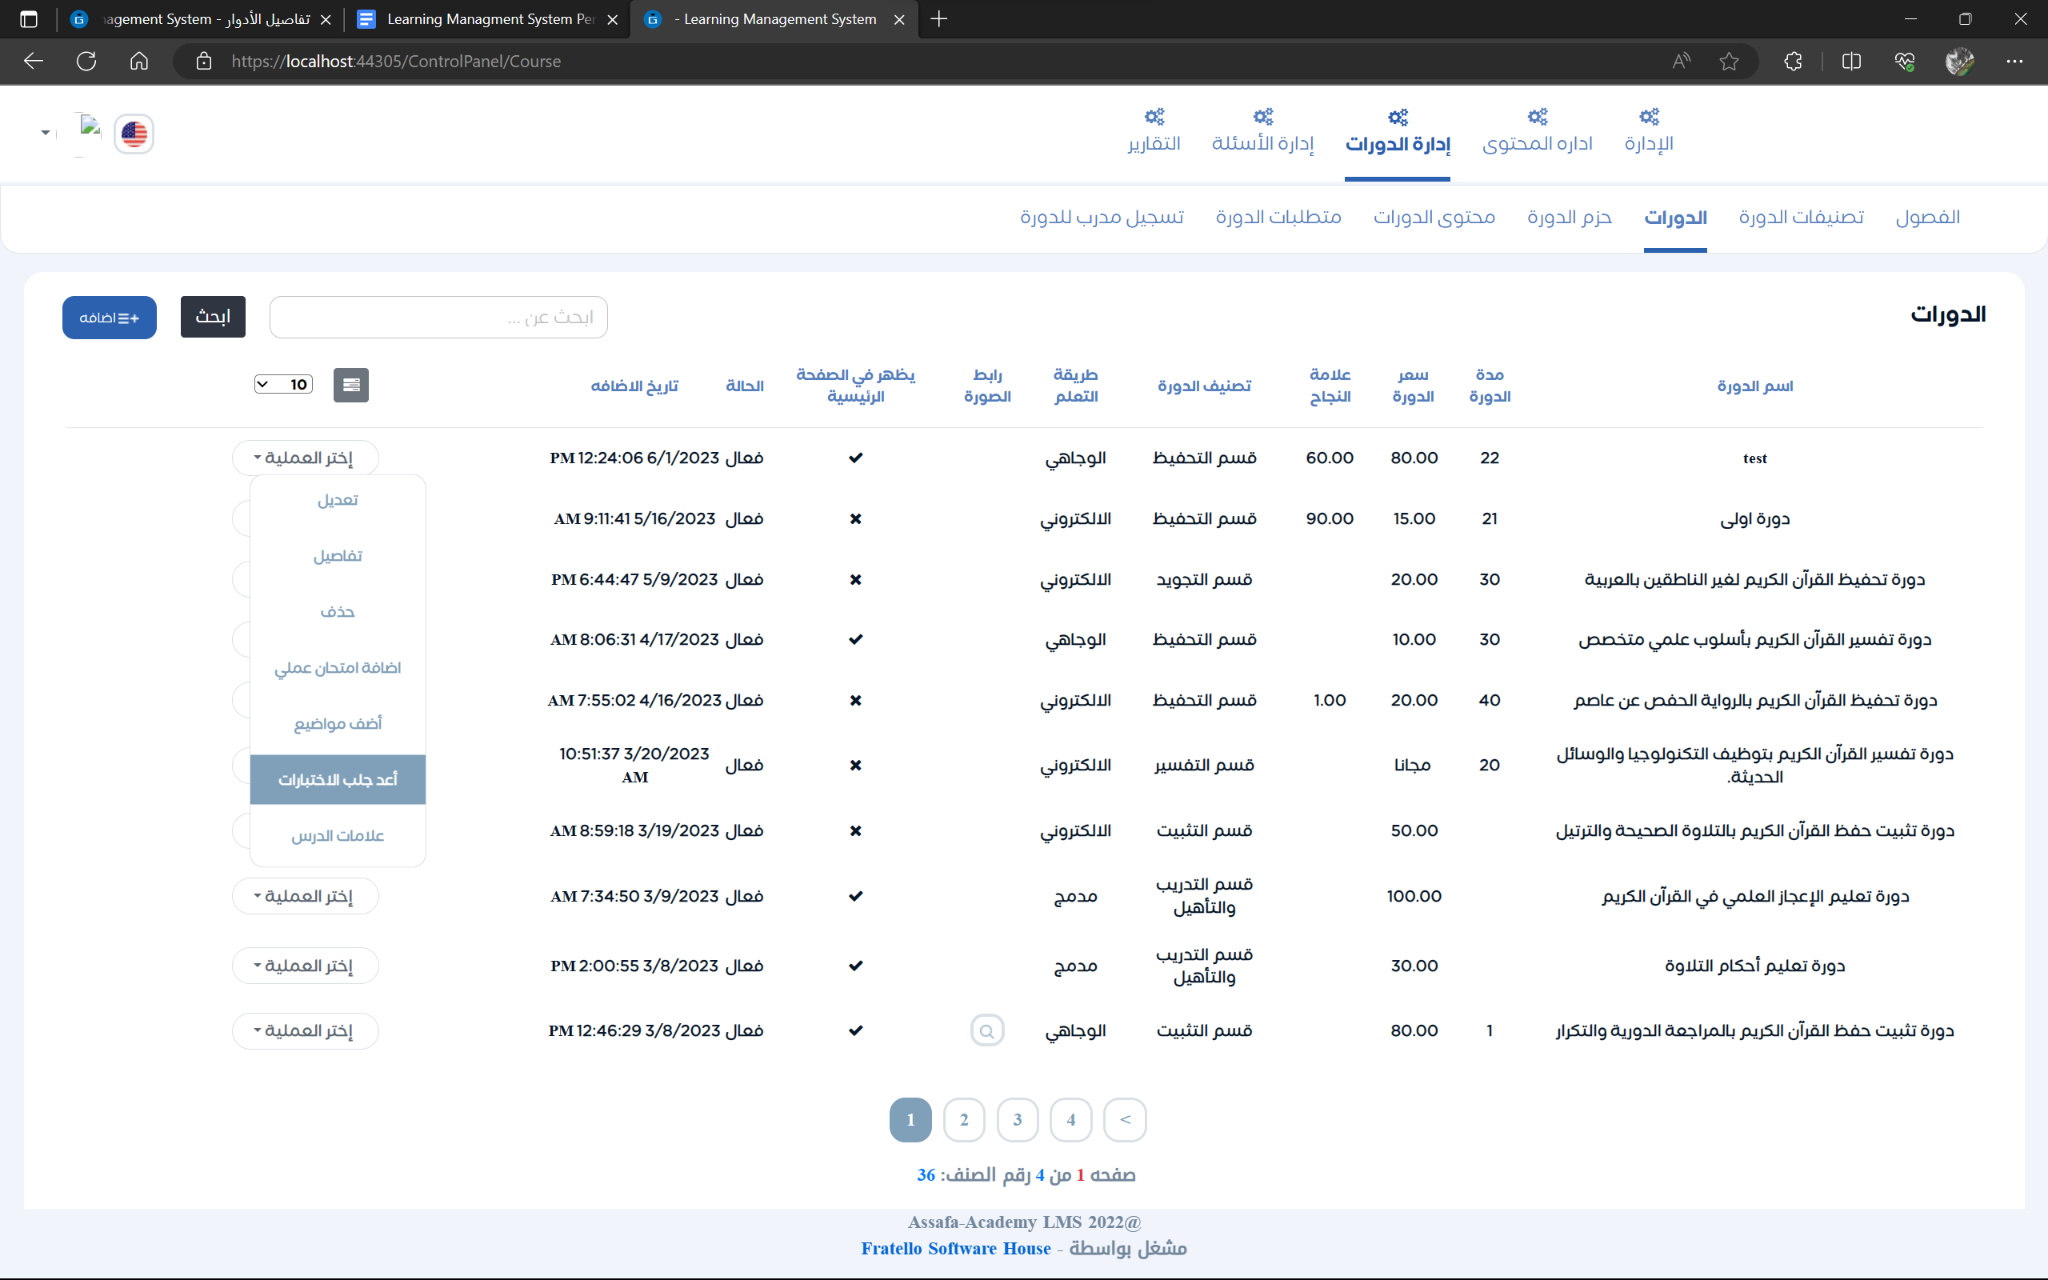 agement System - تفاصيل الأدوار
Learning Managment System Per
- Learning Management System
https://localhost:44305/ControlPanel/Course
الإدارة
اداره المحتوى
إدارة الدورات
إدارة الأسئلة
التقارير
الفصول
تصنيفات الدورة
الدورات
حزم الدورة
محتوى الدورات
متطلبات الدورة
تسجيل مدرب للدورة
الدورات
ابحث عن ...
ابحث
اضافه
اسم الدورة
مدة الدورة
سعر الدورة
علامة النجاح
تصنيف الدورة
طريقة التعلم
رابط الصورة
يظهر في الصفحة الرئيسية
الحالة
تاريخ الاضافه
10
test 22 80.00 60.00 قسم التحفيظ الوجاهي ✔ فعال 6/1/2023 12:24:06 PM إختر العملية
دورة اولى 21 15.00 90.00 قسم التحفيظ الالكتروني ✖ فعال 5/16/2023 9:11:41 AM
دورة تحفيظ القرآن الكريم لغير الناطقين بالعربية 30 20.00 قسم التجويد الالكتروني ✖ فعال 5/9/2023 6:44:47 PM
دورة تفسير القرآن الكريم بأسلوب علمي متخصص 30 10.00 قسم التحفيظ الوجاهي ✔ فعال 4/17/2023 8:06:31 AM
دورة تحفيظ القرآن الكريم بالرواية الحفص عن عاصم 40 20.00 1.00 قسم التحفيظ الالكتروني ✖ فعال 4/16/2023 7:55:02 AM
دورة تفسير القرآن الكريم بتوظيف التكنولوجيا والوسائل الحديثة. 20 مجانا قسم التفسير الالكتروني ✖ فعال 3/20/2023 10:51:37 AM
دورة تثبيت حفظ القرآن الكريم بالتلاوة الصحيحة والترتيل 50.00 قسم التثبيت الالكتروني ✖ فعال 3/19/2023 8:59:18 AM
دورة تعليم الإعجاز العلمي في القرآن الكريم 100.00 قسم التدريب والتأهيل مدمج ✔ فعال 3/9/2023 7:34:50 AM إختر العملية
دورة تعليم أحكام التلاوة 30.00 قسم التدريب والتأهيل مدمج ✔ فعال 3/8/2023 2:00:55 PM إختر العملية
دورة تثبيت حفظ القرآن الكريم بالمراجعة الدورية والتكرار 1 80.00 قسم التثبيت الوجاهي ✔ فعال 3/8/2023 12:46:29 PM إختر العملية
تعديل
تفاصيل
حذف
اضافة امتحان عملي
أضف مواضيع
أعد جلب الاختبارات
علامات الدرس
1 2 3 4 >
صفحه 1 من 4 رقم الصنف: 36
Assafa-Academy LMS 2022@
مشغل بواسطة - Fratello Software House